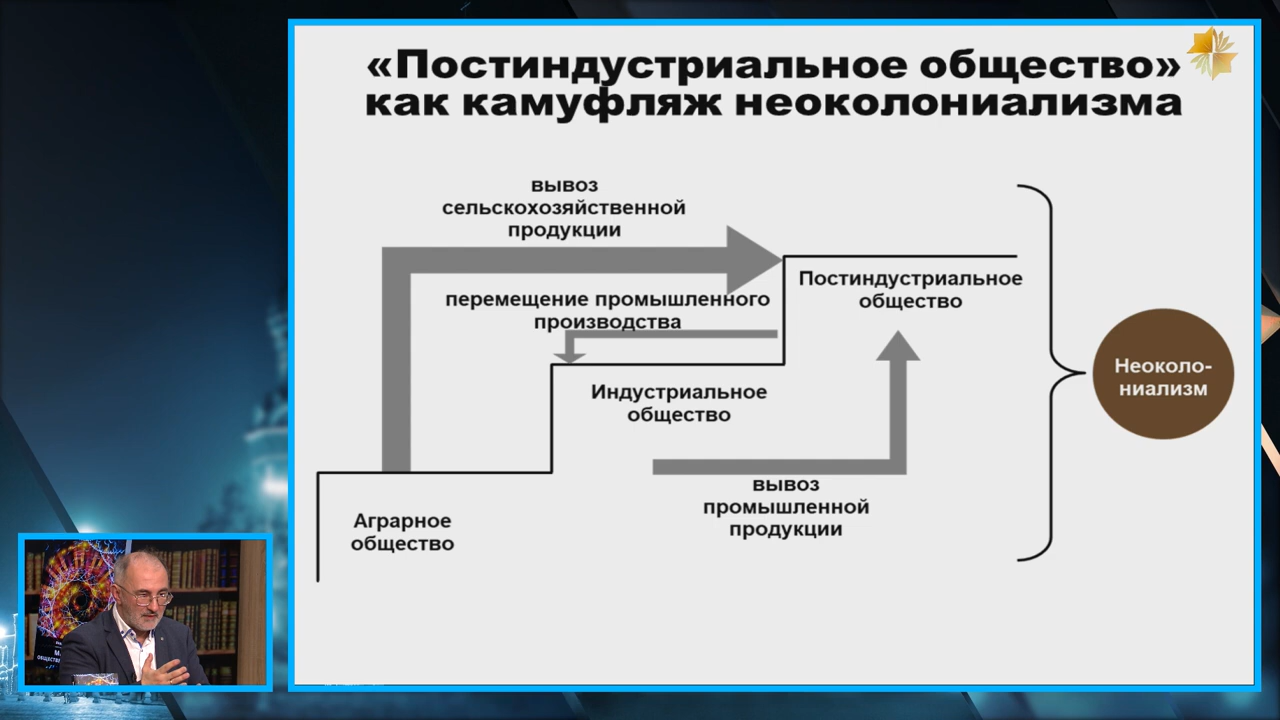 «Постиндустриальное общество»
как камуфляж неоколониализма
вывоз
сельскохозяйственной
продукции
перемещение промышленного
производства
Постиндустриальное
общество
Индустриальное
общество
Неоколо-
ниализм
вывоз
промышленной
продукции
Аграрное
общество